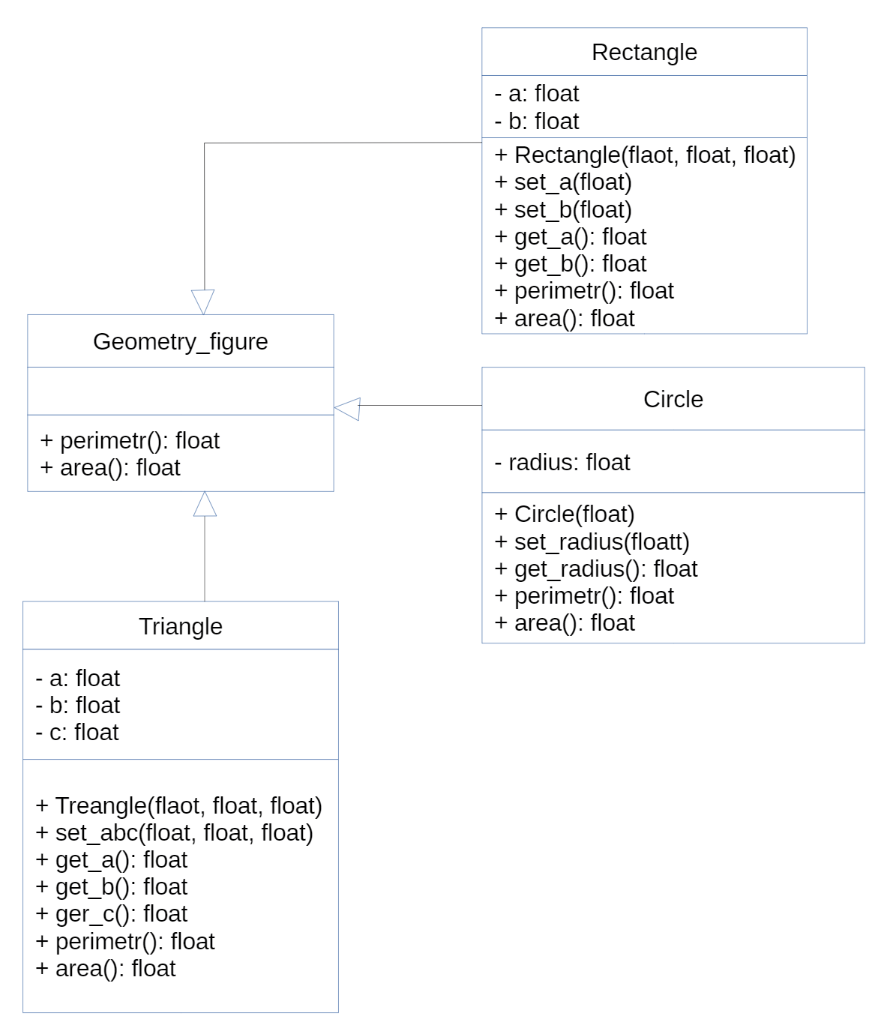 Rectangle
- a: float
- b: float
+ Rectangle(flaot, float, float)
+ set_a(float)
+ set_b(float)
+ get_a(): float
+ get_b(): float
+ perimetr(): float
+ area(): float
Geometry_figure
+ perimetr(): float
+ area(): float
Circle
- radius: float
+ Circle(float)
+ set_radius(floatt)
+ get_radius(): float
+ perimetr(): float
+ area(): float
Triangle
- a: float
- b: float
- c: float
+ Treangle(flaot, float, float)
+ set_abc(float, float, float)
+ get_a(): float
+ get_b(): float
+ ger_c(): float
+ perimetr(): float
+ area(): float